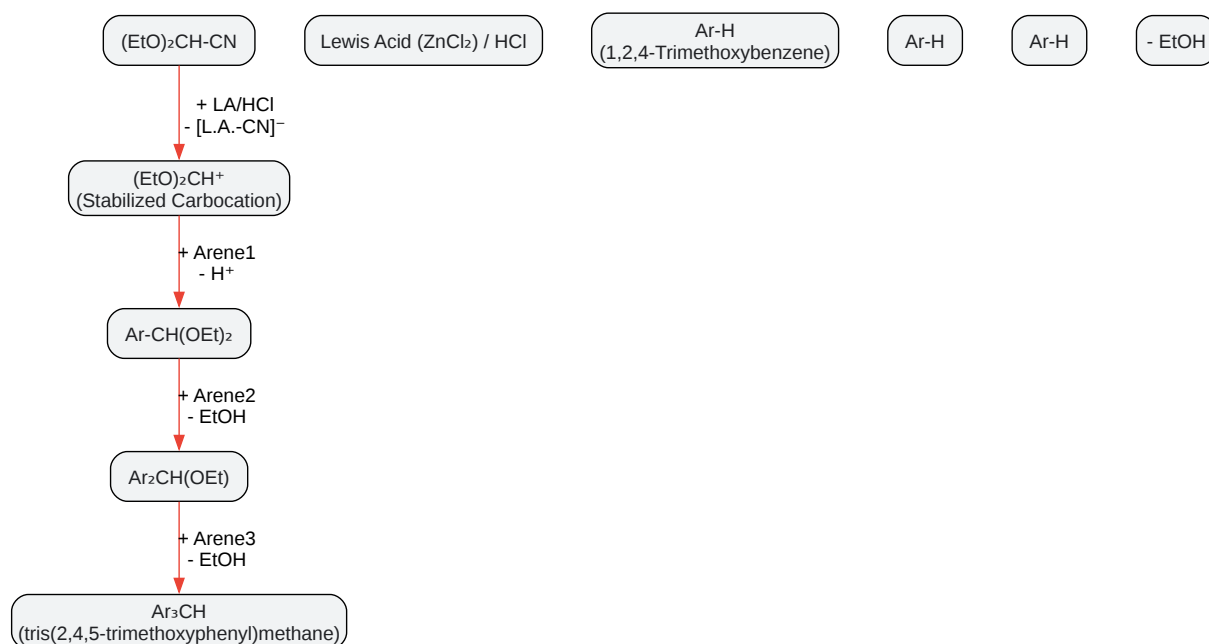 (EtO)₂CH-CN
Lewis Acid (ZnCl₂) / HCl
Ar-H
(1,2,4-Trimethoxybenzene)
Ar-H
Ar-H
- EtOH
+ LA/HCl
- [L.A.-CN]⁻
(EtO)₂CH⁺
(Stabilized Carbocation)
+ Arene1
- H⁺
Ar-CH(OEt)₂
+ Arene2
- EtOH
Ar₂CH(OEt)
+ Arene3
- EtOH
Ar₃CH
(tris(2,4,5-trimethoxyphenyl)methane)